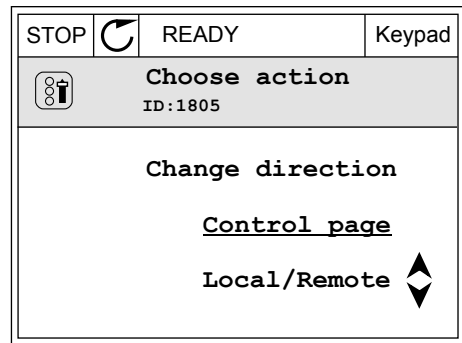 STOP READY Keypad
Choose action
ID:1805
Change direction
Control page
Local/Remote